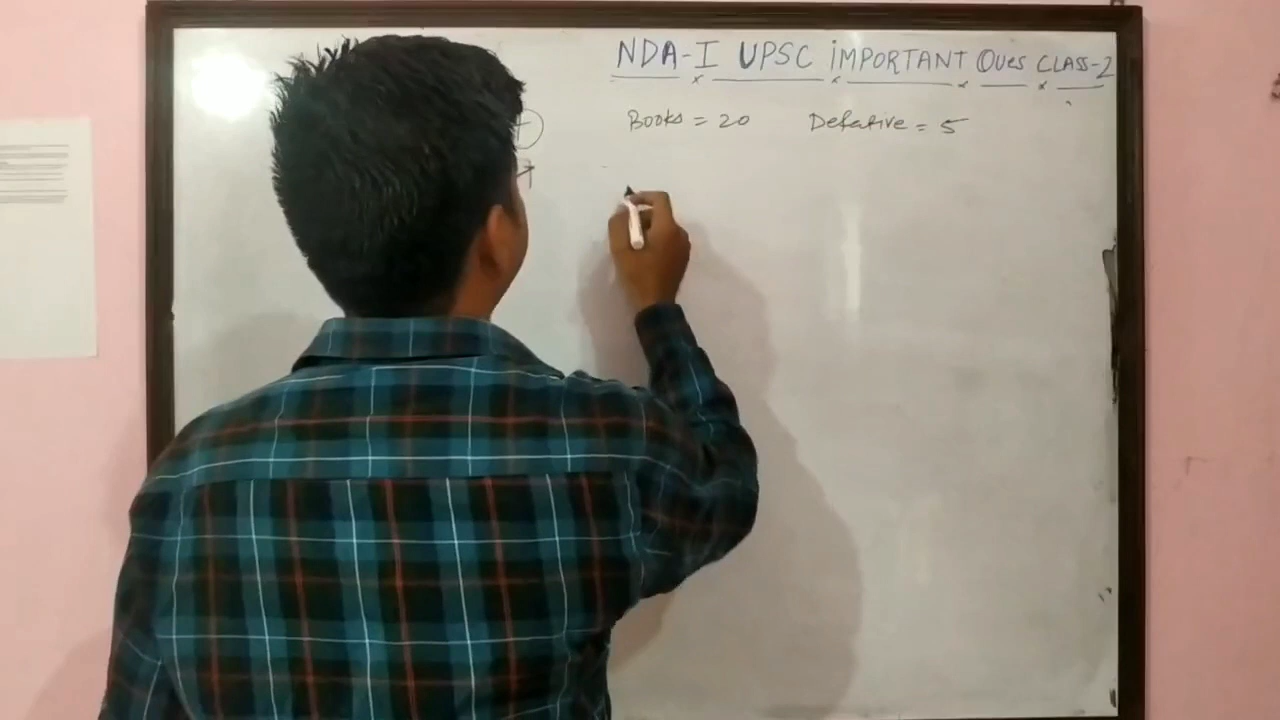 NDA-I UPSC iMPORTANT Ques CLASS-2
Books = 20 Defective = 5